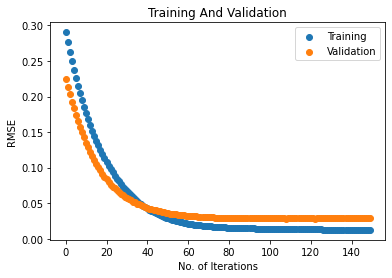 Training And Validation
RMSE
0.30
0.25
0.20
0.15
0.10
0.05
0.00
Training
Validation
0 20 40 60 80 100 120 140
No. of Iterations